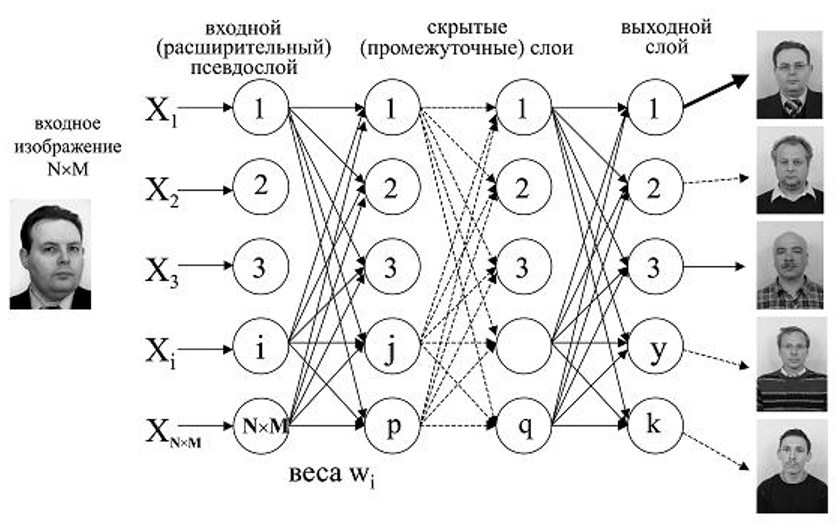 входной
(расширительный)
псевдослой
скрытые
(промежуточные) слои
выходной
слой
входное
изображение
N×M
X1 1 1 1 1
X2 2 2 2 2
X3 3 3 3 3
Xi i j y
XN×M N×M p q k
веса wi